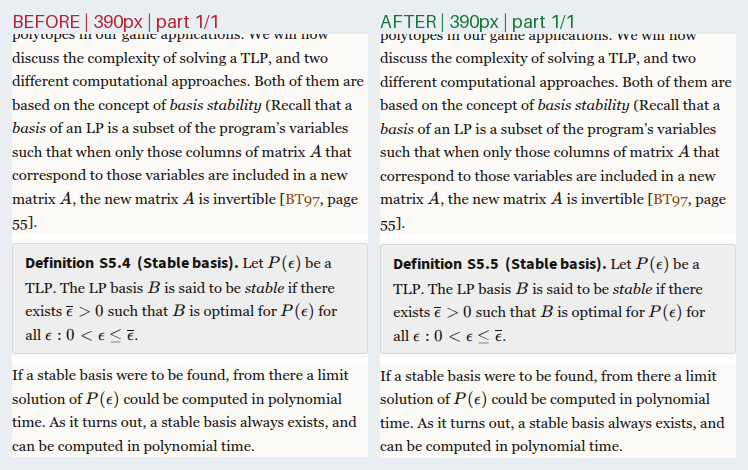 BEFORE | 390px | part 1/1
polytopes in our game applications. We will now
discuss the complexity of solving a TLP, and two
different computational approaches. Both of them are
based on the concept of basis stability (Recall that a
basis of an LP is a subset of the program's variables
such that when only those columns of matrix A that
correspond to those variables are included in a new
matrix A, the new matrix A is invertible [BT97, page
55].
Definition S5.4 (Stable basis). Let P(ϵ) be a
TLP. The LP basis B is said to be stable if there
exists ϵ̅ > 0 such that B is optimal for P(ϵ) for
all ϵ : 0 < ϵ ≤ ϵ̅.
If a stable basis were to be found, from there a limit
solution of P(ϵ) could be computed in polynomial
time. As it turns out, a stable basis always exists, and
can be computed in polynomial time.
AFTER | 390px | part 1/1
polytopes in our game applications. We will now
discuss the complexity of solving a TLP, and two
different computational approaches. Both of them are
based on the concept of basis stability (Recall that a
basis of an LP is a subset of the program's variables
such that when only those columns of matrix A that
correspond to those variables are included in a new
matrix A, the new matrix A is invertible [BT97, page
55].
Definition S5.5 (Stable basis). Let P(ϵ) be a
TLP. The LP basis B is said to be stable if there
exists ϵ̅ > 0 such that B is optimal for P(ϵ) for
all ϵ : 0 < ϵ ≤ ϵ̅.
If a stable basis were to be found, from there a limit
solution of P(ϵ) could be computed in polynomial
time. As it turns out, a stable basis always exists, and
can be computed in polynomial time.